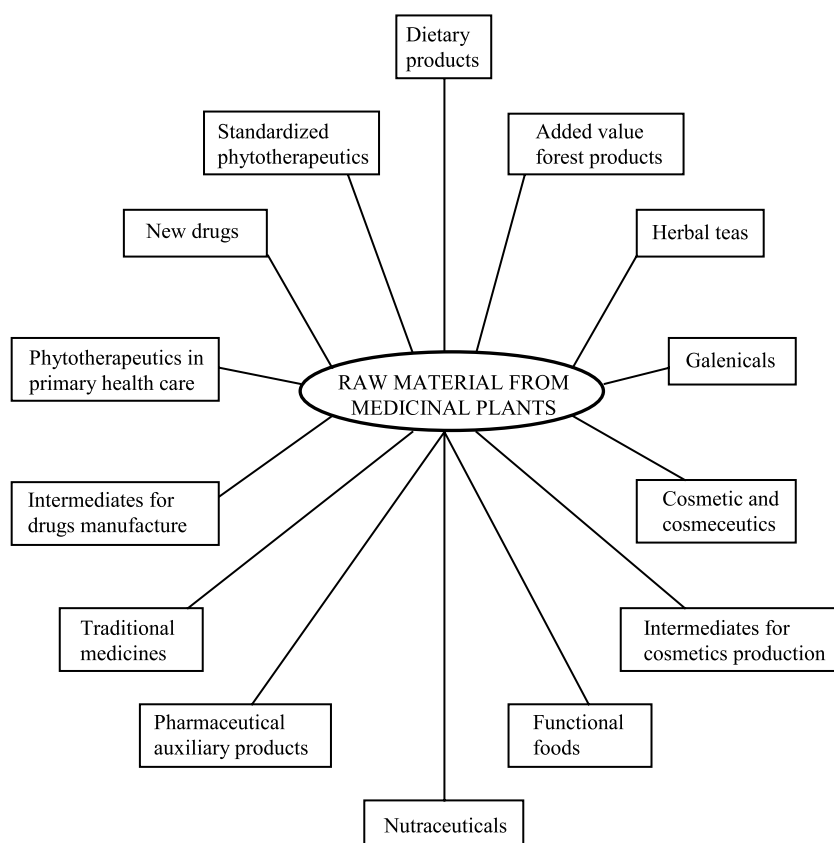 Dietary
products
Standardized
phytotherapeutics
Added value
forest products
New drugs
Herbal teas
Phytotherapeutics in
primary health care
RAW MATERIAL FROM
MEDICINAL PLANTS
Galenicals
Intermediates for
drugs manufacture
Cosmetic and
cosmeceutics
Traditional
medicines
Intermediates for
cosmetics production
Pharmaceutical
auxiliary products
Functional
foods
Nutraceuticals